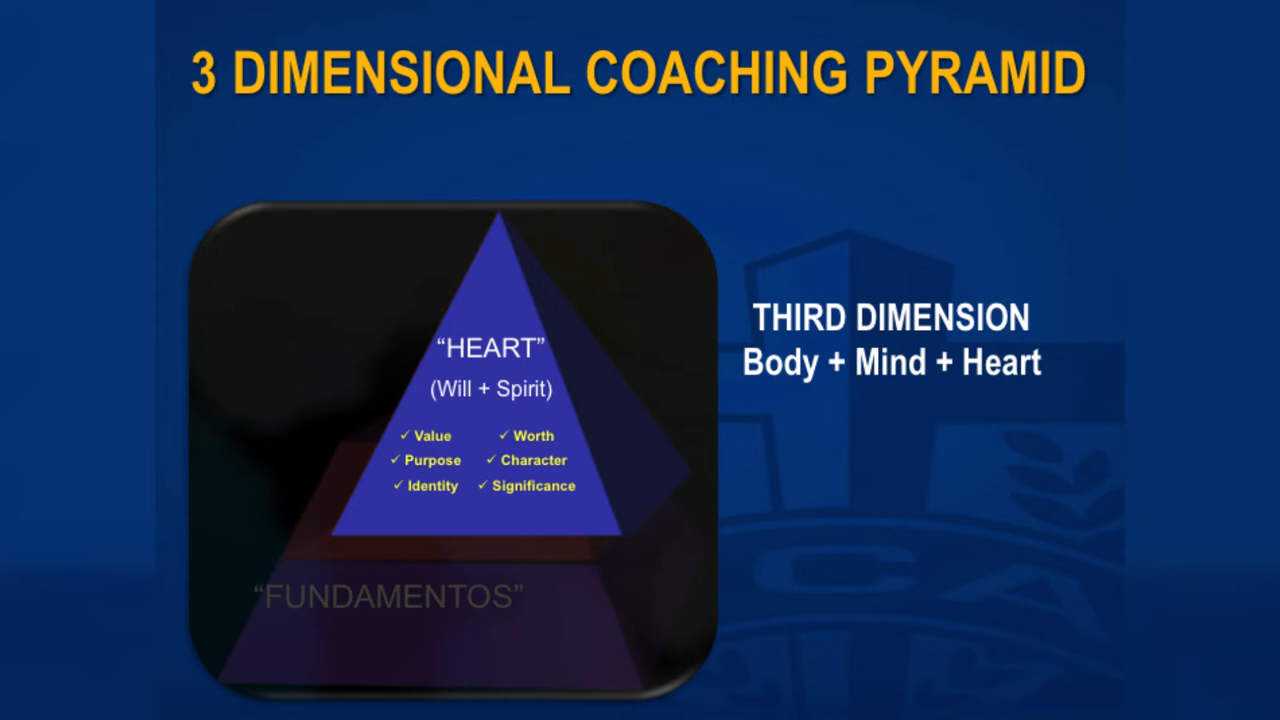 3 DIMENSIONAL COACHING PYRAMID
"HEART"
(Will + Spirit)
✓ Value ✓ Worth
✓ Purpose ✓ Character
✓ Identity ✓ Significance
"FUNDAMENTOS"
THIRD DIMENSION
Body + Mind + Heart
CA